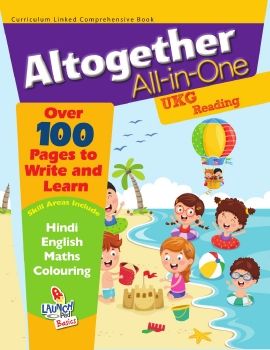 Curriculum Linked Comprehensive Book
Altogether
All-in-One
UKG
Reading
Over
100
Pages to
Write and
Learn
Skill Areas Include
Hindi
English
Maths
Colouring
LAUNCH
Pad
Basics